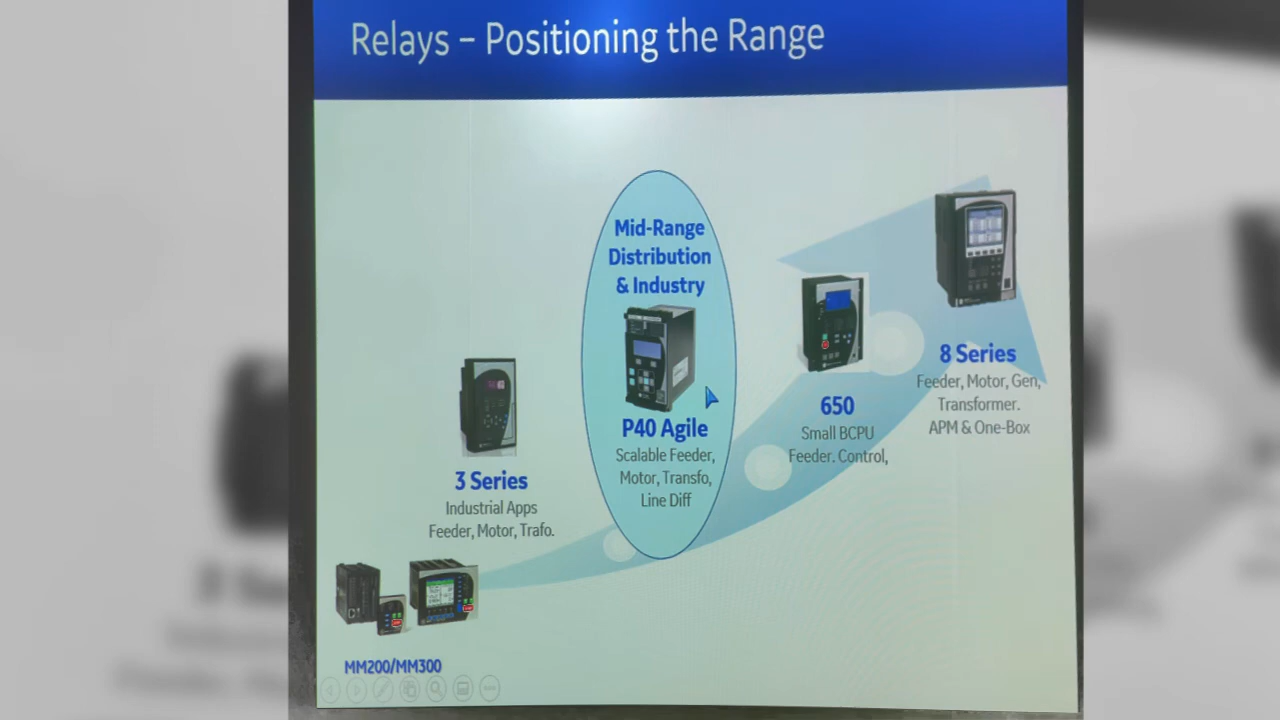 Relays – Positioning the Range
Mid-Range
Distribution
& Industry
P40 Agile
Scalable Feeder,
Motor, Transfo,
Line Diff
3 Series
Industrial Apps
Feeder, Motor, Trafo.
650
Small BCPU
Feeder. Control,
8 Series
Feeder, Motor, Gen,
Transformer.
APM & One-Box
MM200/MM300